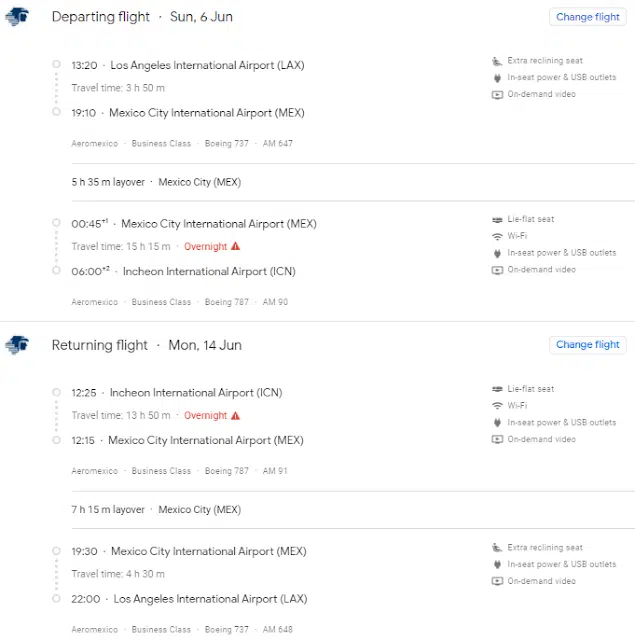 Departing flight · Sun, 6 Jun
Change flight
13:20 · Los Angeles International Airport (LAX)
Travel time: 3 h 50 m
19:10 · Mexico City International Airport (MEX)
Aeromexico · Business Class · Boeing 737 · AM 647
Extra reclining seat
In-seat power & USB outlets
On-demand video
5 h 35 m layover · Mexico City (MEX)
00:45+1 · Mexico City International Airport (MEX)
Travel time: 15 h 15 m · Overnight
06:00+2 · Incheon International Airport (ICN)
Aeromexico · Business Class · Boeing 787 · AM 90
Lie-flat seat
Wi-Fi
In-seat power & USB outlets
On-demand video
Returning flight · Mon, 14 Jun
Change flight
12:25 · Incheon International Airport (ICN)
Travel time: 13 h 50 m · Overnight
12:15 · Mexico City International Airport (MEX)
Aeromexico · Business Class · Boeing 787 · AM 91
Lie-flat seat
Wi-Fi
In-seat power & USB outlets
On-demand video
7 h 15 m layover · Mexico City (MEX)
19:30 · Mexico City International Airport (MEX)
Travel time: 4 h 30 m
22:00 · Los Angeles International Airport (LAX)
Aeromexico · Business Class · Boeing 737 · AM 648
Extra reclining seat
In-seat power & USB outlets
On-demand video